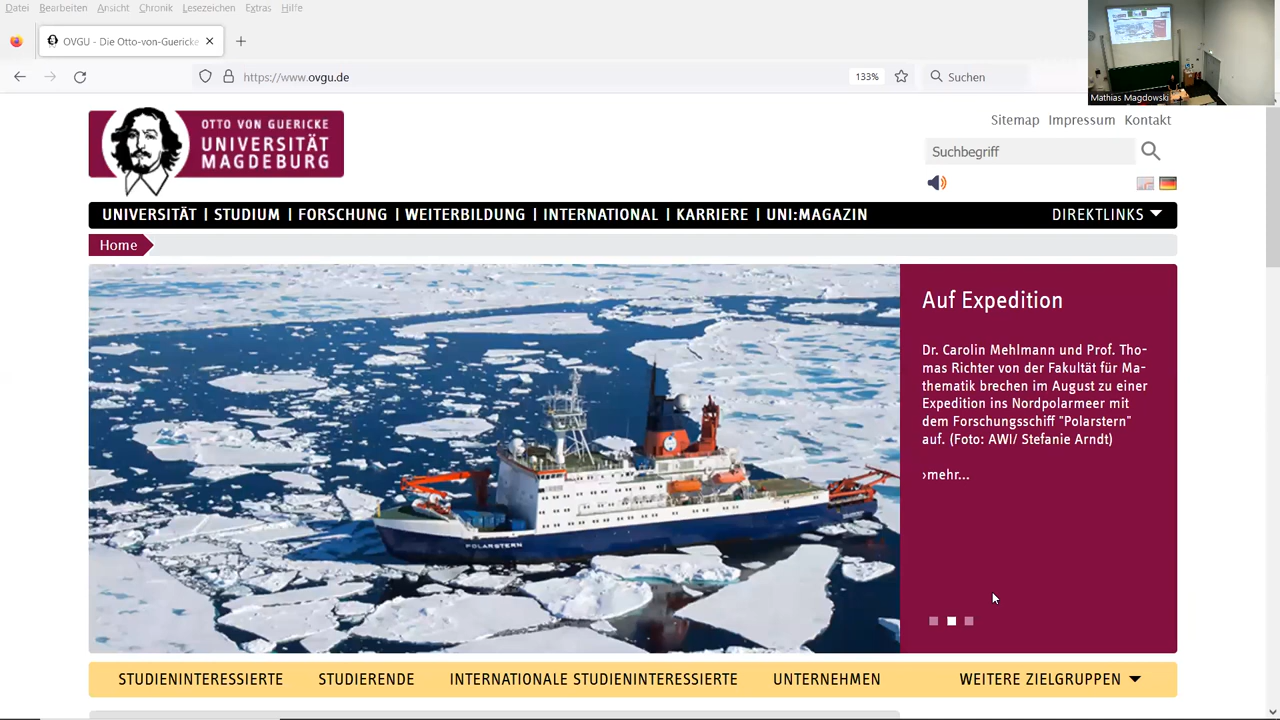 Datei Bearbeiten Ansicht Chronik Lesezeichen Extras Hilfe
OVGU - Die Otto-von-Guericke
https://www.ovgu.de
133%
Suchen
Mathias Magdowski
OTTO VON GUERICKE
UNIVERSITÄT
MAGDEBURG
Sitemap Impressum Kontakt
Suchbegriff
UNIVERSITÄT | STUDIUM | FORSCHUNG | WEITERBILDUNG | INTERNATIONAL | KARRIERE | UNI:MAGAZIN
DIREKTLINKS
Home
POLARSTERN
Auf Expedition
Dr. Carolin Mehlmann und Prof. Tho-
mas Richter von der Fakultät für Ma-
thematik brechen im August zu einer
Expedition ins Nordpolarmeer mit
dem Forschungsschiff "Polarstern"
auf. (Foto: AWI/ Stefanie Arndt)
›mehr...
STUDIENINTERESSIERTE STUDIERENDE INTERNATIONALE STUDIENINTERESSIERTE UNTERNEHMEN WEITERE ZIELGRUPPEN